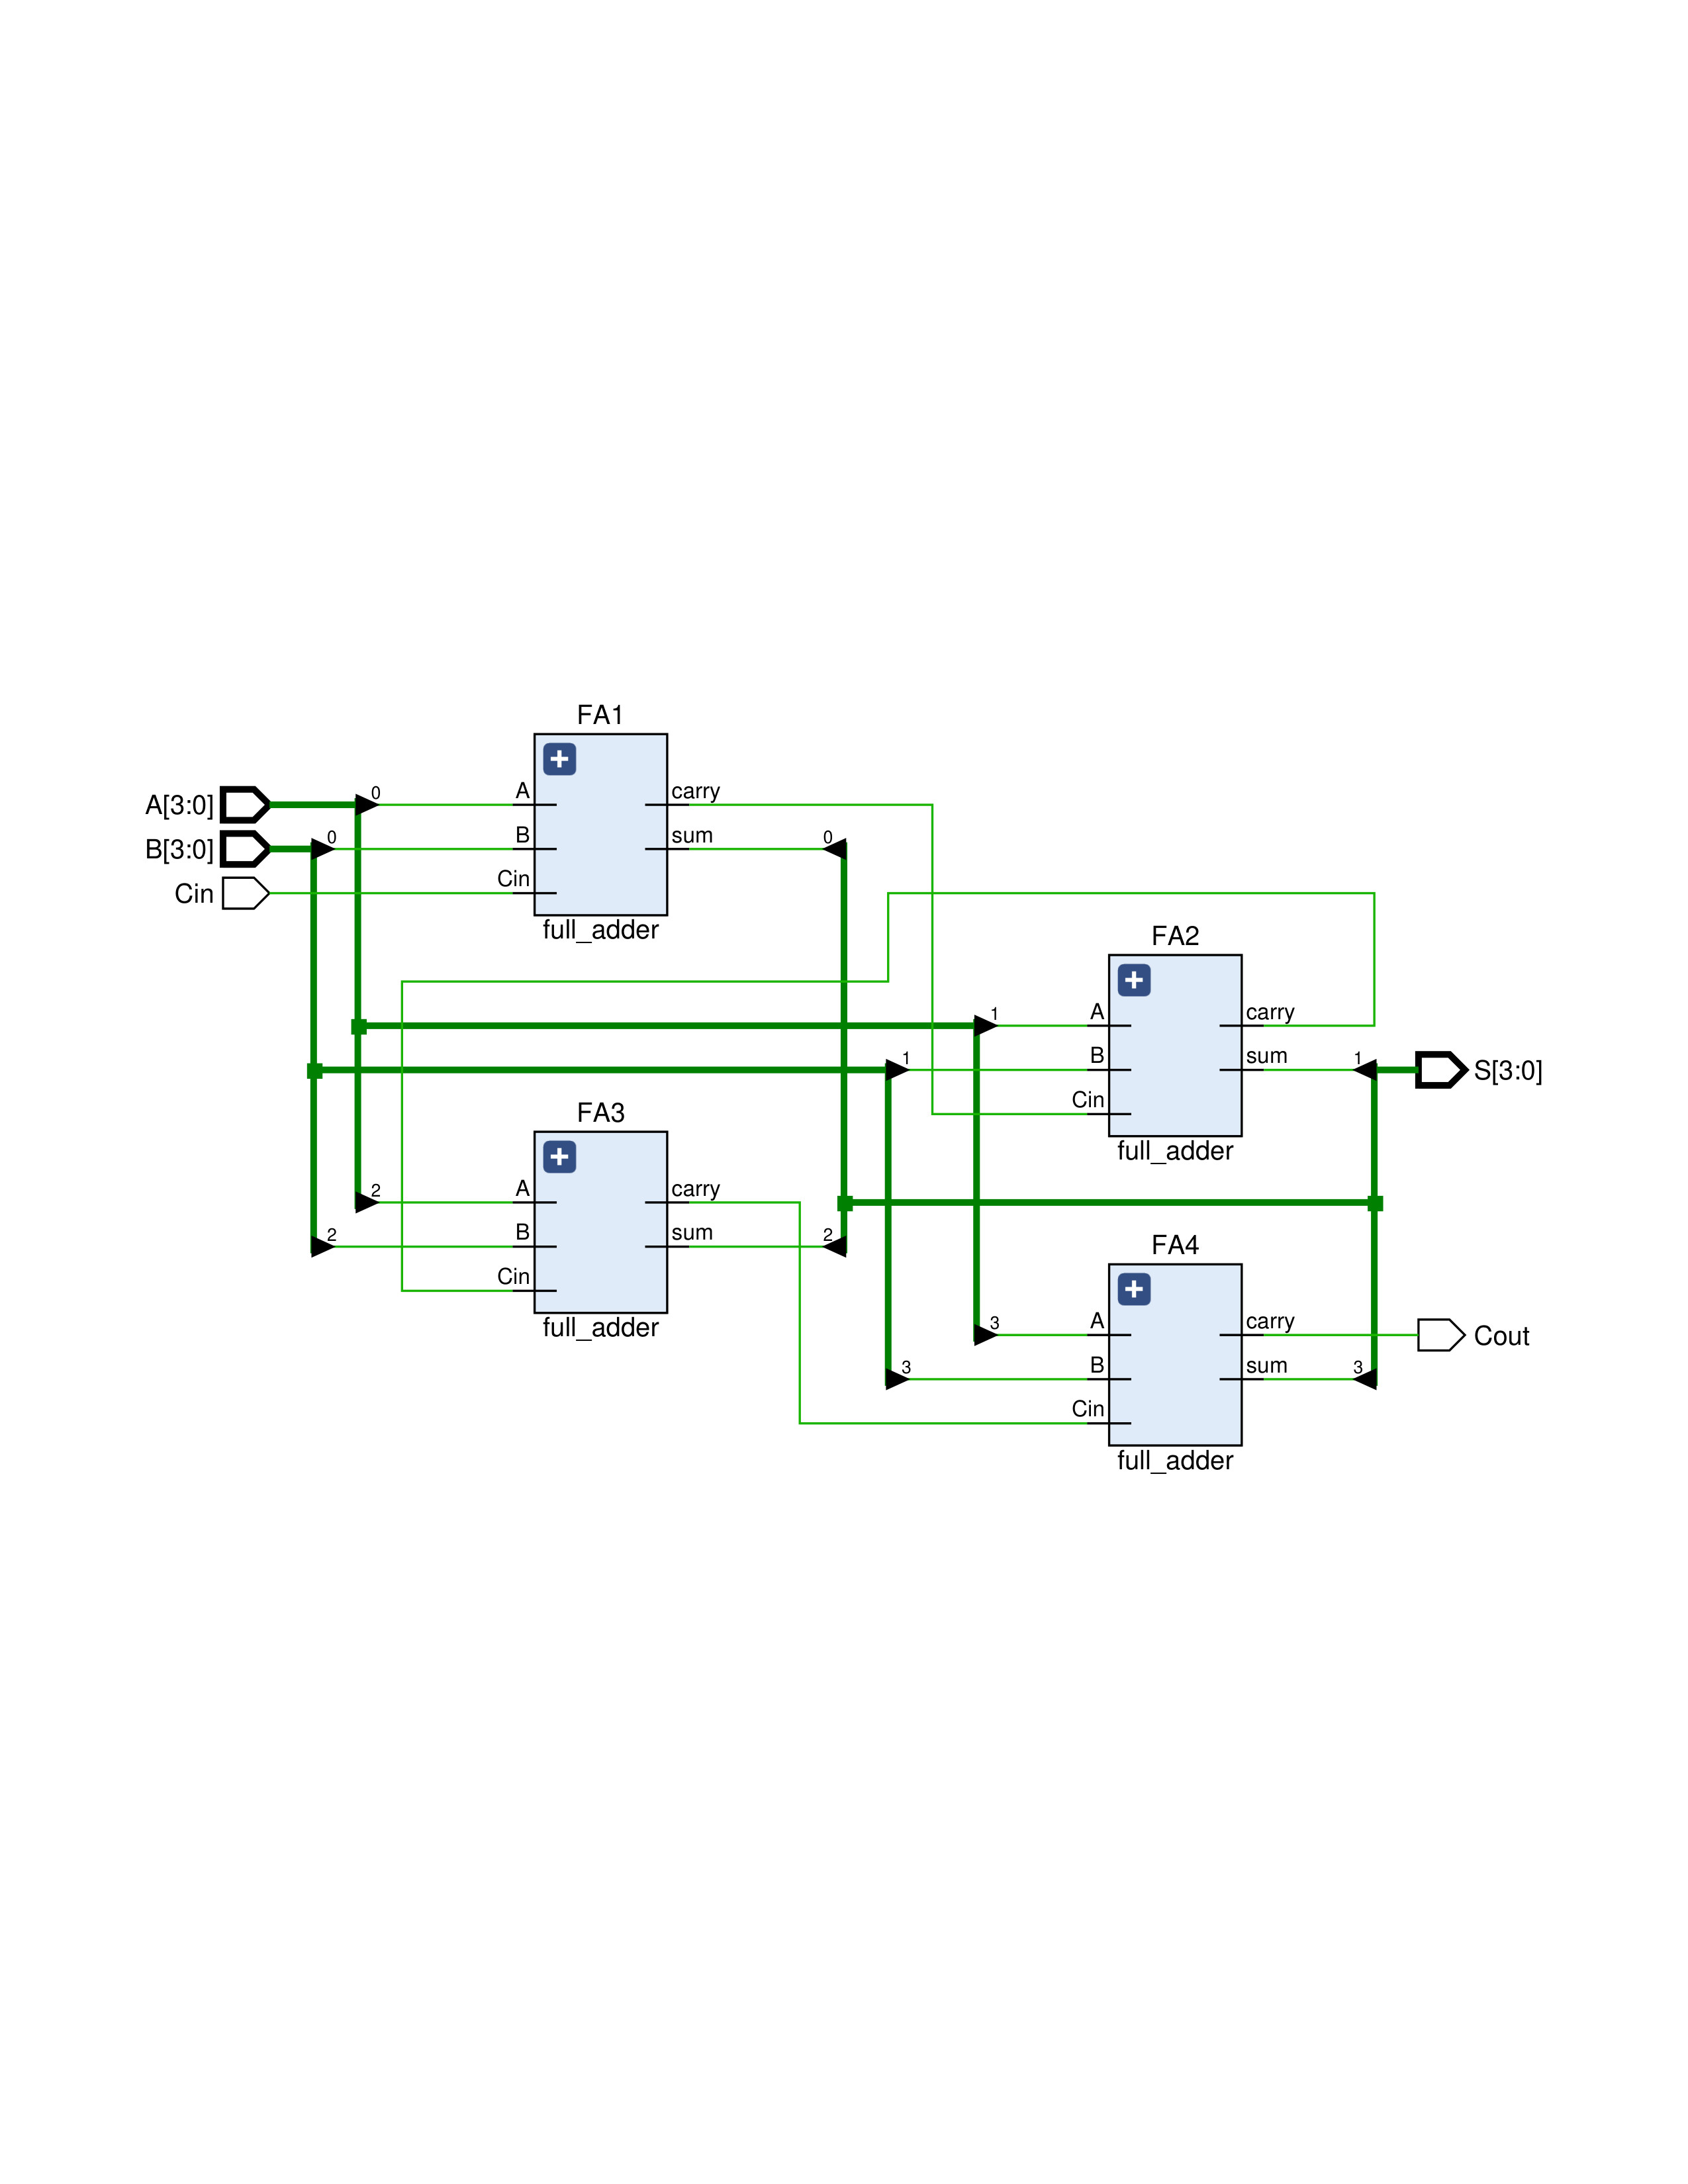 FA1
A[3:0]
0
A
carry
B[3:0]
0
B
sum
0
Cin
Cin
full_adder
FA2
1
A
carry
1
B
sum
1
S[3:0]
Cin
full_adder
FA3
2
A
carry
2
B
sum
2
Cin
full_adder
FA4
3
A
carry
Cout
3
B
sum
3
Cin
full_adder